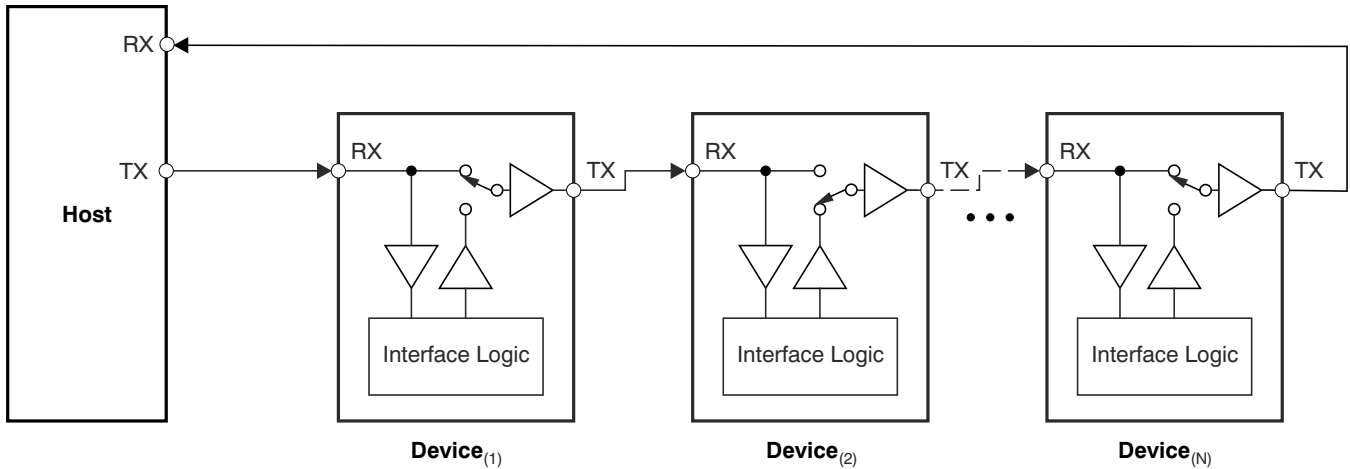 RX
TX
Host
RX
TX
Interface Logic
Device(1)
RX
TX
Interface Logic
Device(2)
• • •
RX
TX
Interface Logic
Device(N)